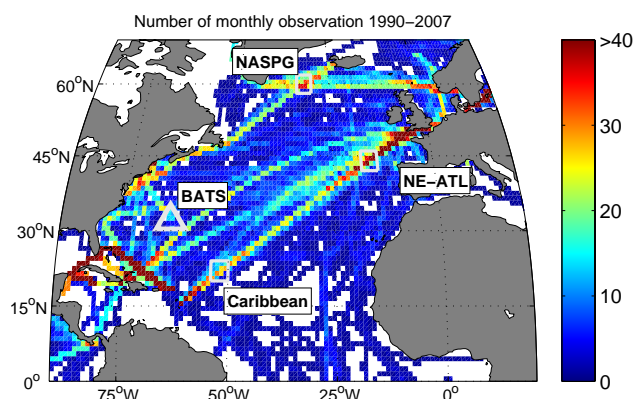 Number of monthly observation 1990−2007
NASPG
>40
60°N
30
45°N
BATS
NE−ATL
20
30°N
Caribbean
10
15°N
0°
75°W 50°W 25°W 0°
0